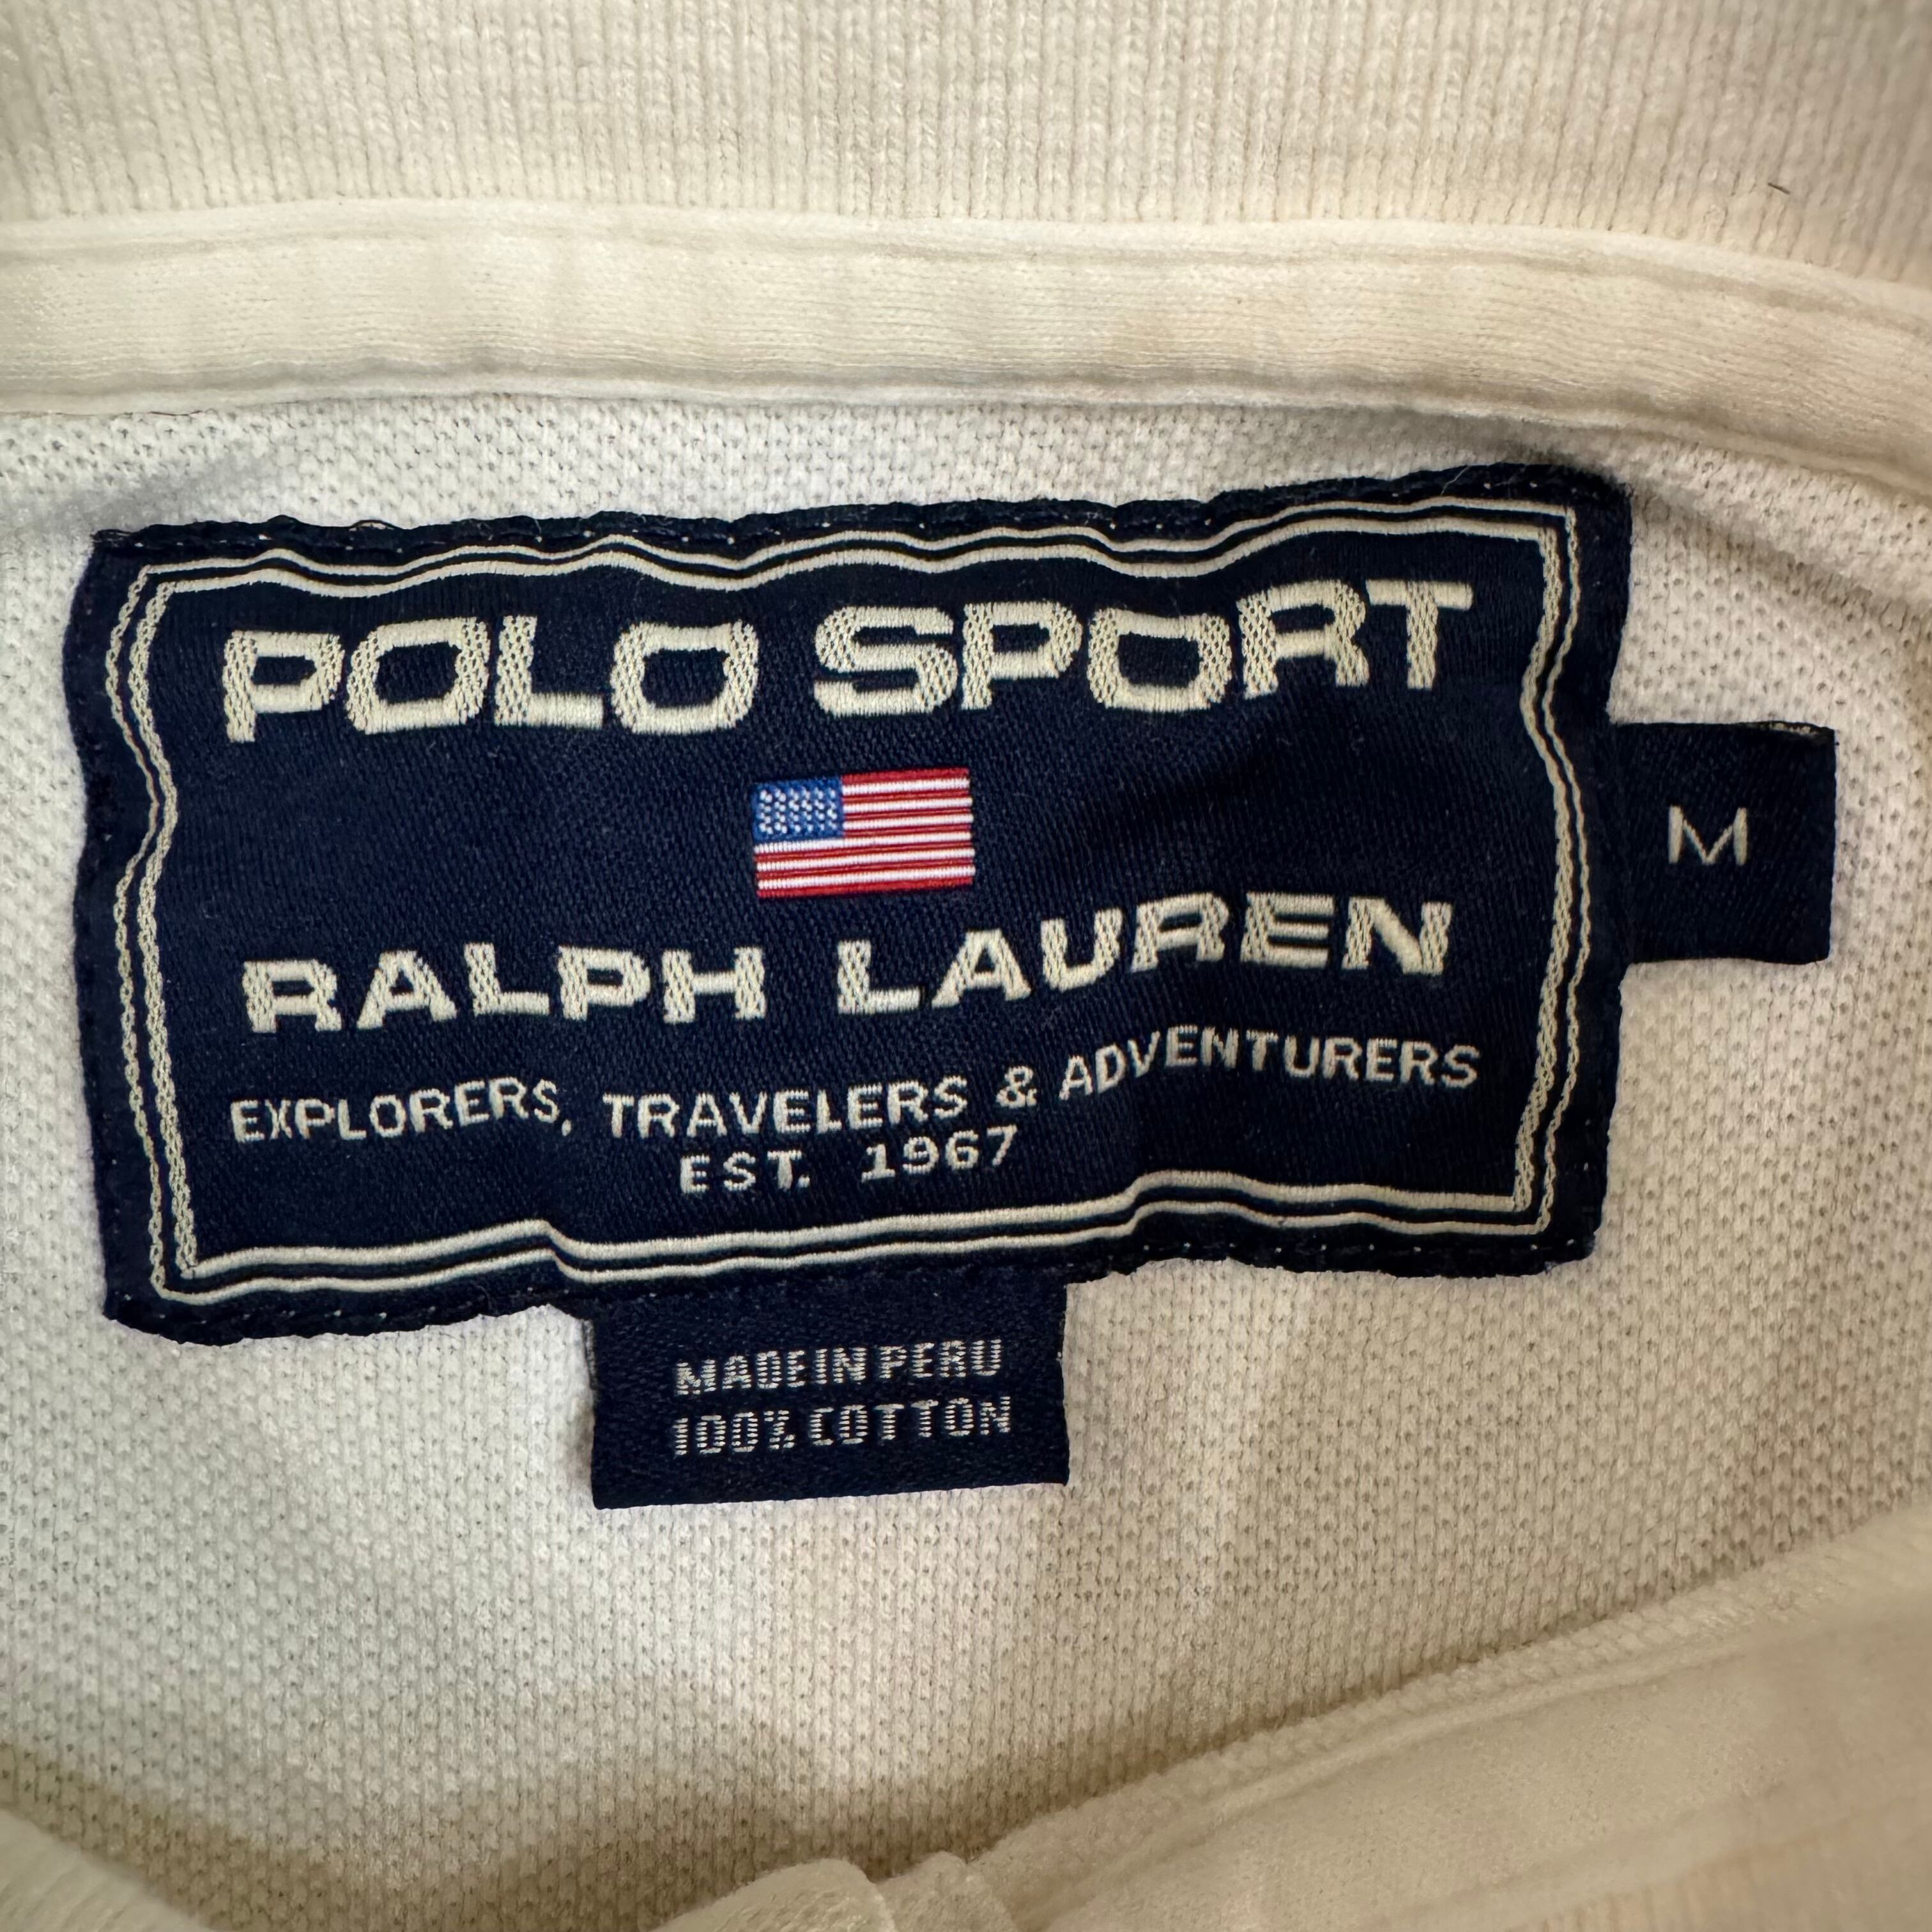 POLO SPORT
RALPH LAUREN
EXPLORERS, TRAVELERS & ADVENTURERS
EST. 1967
M
MADE IN PERU
100% COTTON